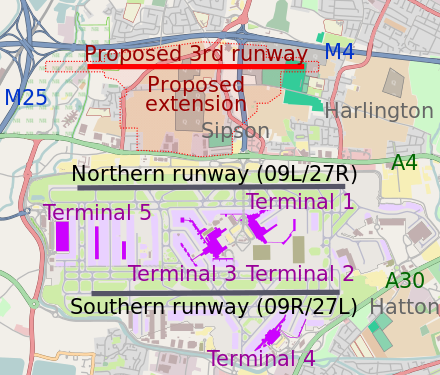 Proposed 3rd runway
M4
M25
Proposed
extension
Harlington
Sipson
A4
Northern runway (09L/27R)
Terminal 1
Terminal 5
Terminal 3
Terminal 2
A30
Southern runway (09R/27L)
Hatton
Terminal 4